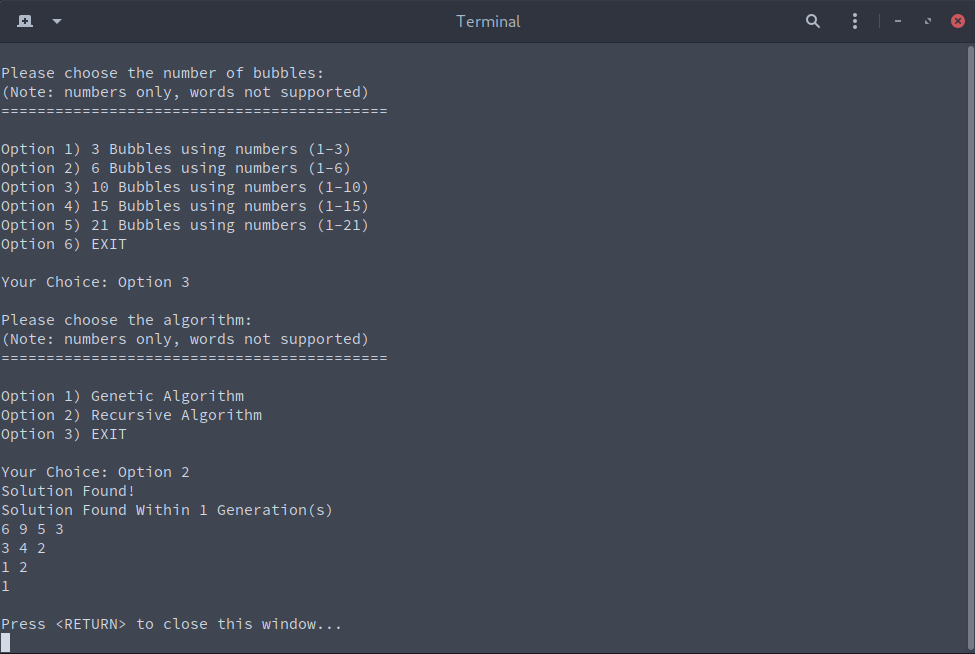 Terminal
Please choose the number of bubbles:
(Note: numbers only, words not supported)
===========================================
Option 1) 3 Bubbles using numbers (1-3)
Option 2) 6 Bubbles using numbers (1-6)
Option 3) 10 Bubbles using numbers (1-10)
Option 4) 15 Bubbles using numbers (1-15)
Option 5) 21 Bubbles using numbers (1-21)
Option 6) EXIT
Your Choice: Option 3
Please choose the algorithm:
(Note: numbers only, words not supported)
===========================================
Option 1) Genetic Algorithm
Option 2) Recursive Algorithm
Option 3) EXIT
Your Choice: Option 2
Solution Found!
Solution Found Within 1 Generation(s)
6 9 5 3
3 4 2
1 2
1
Press <RETURN> to close this window...